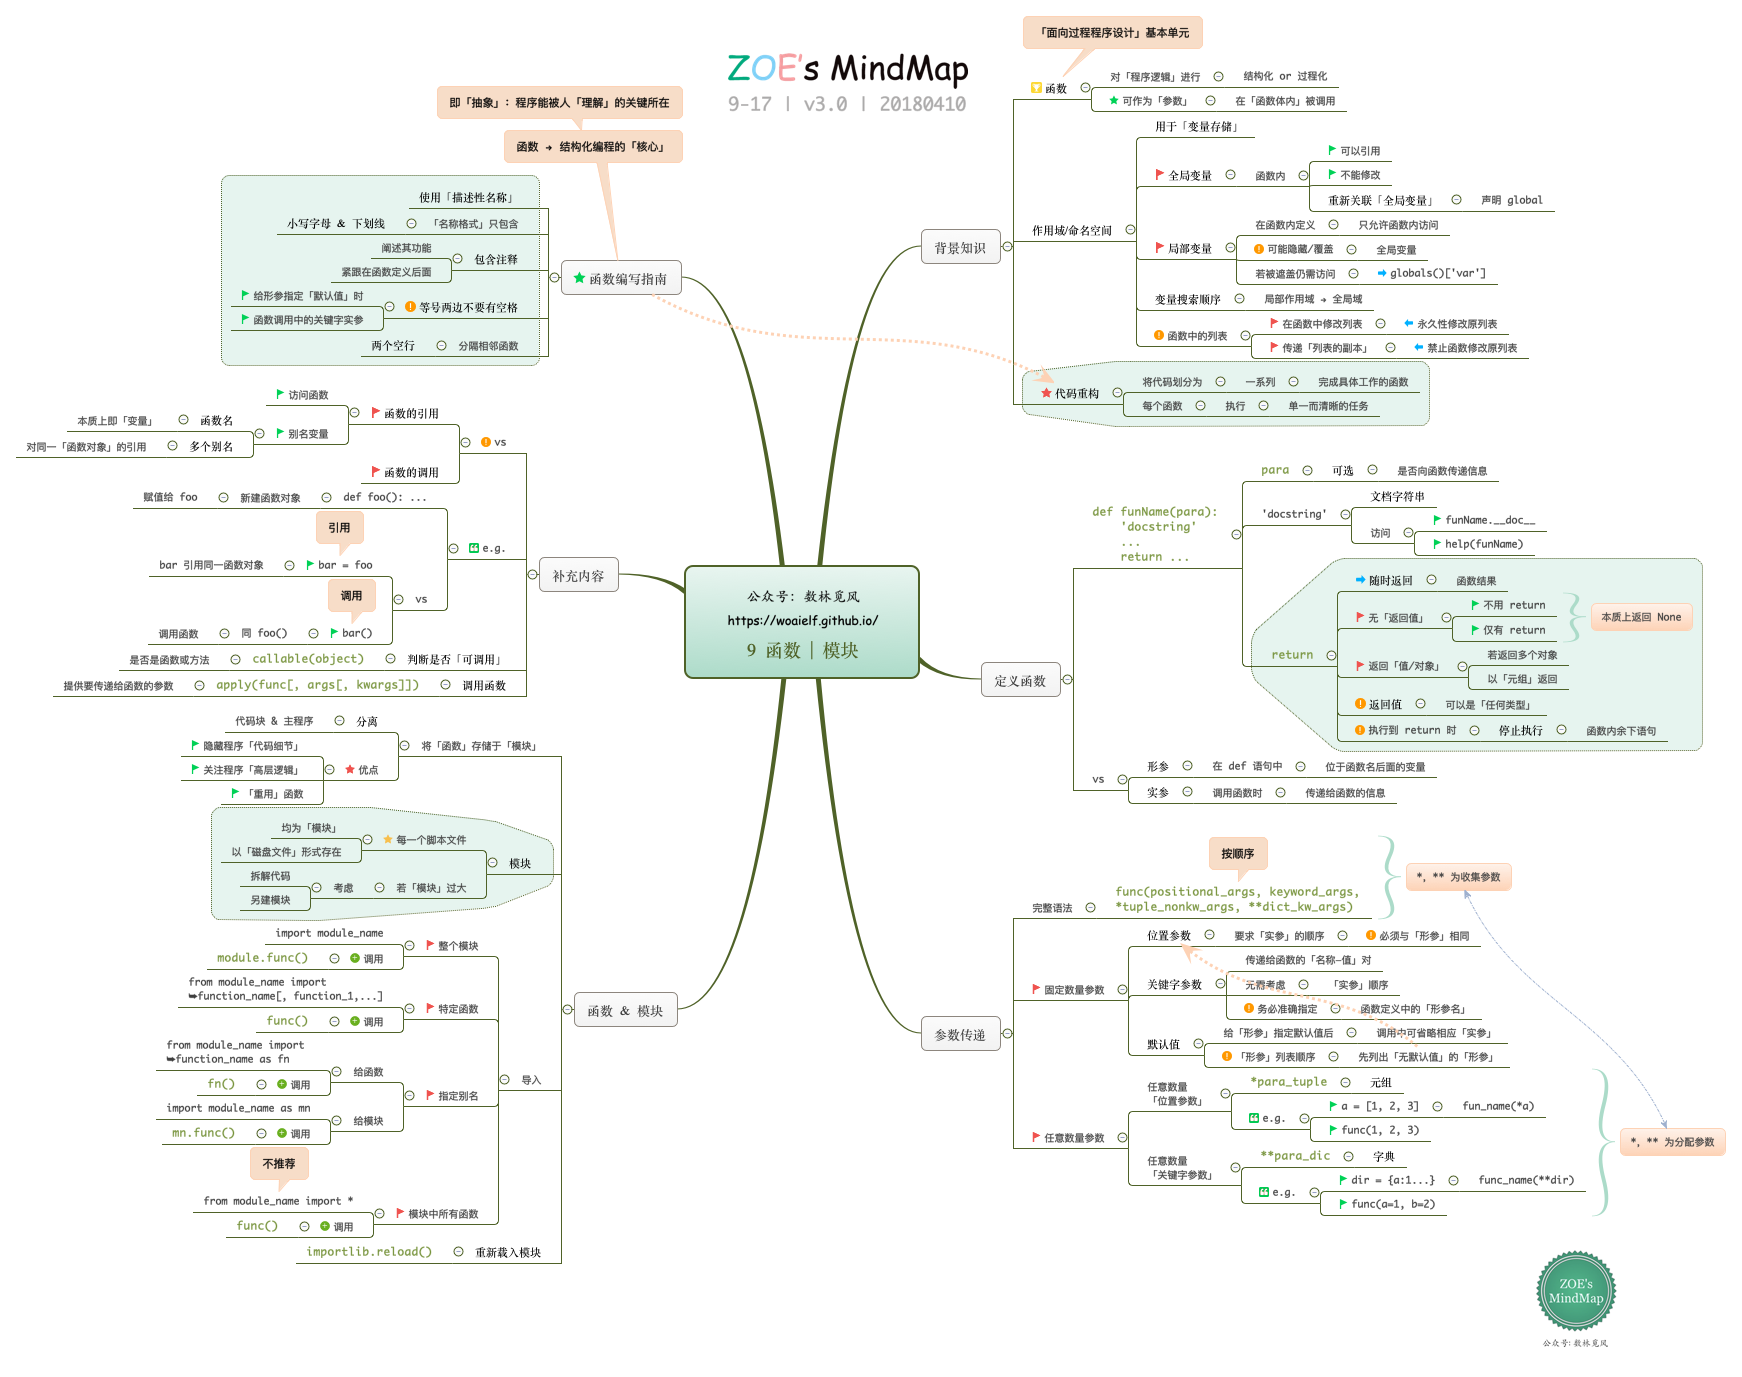 ZOE's MindMap
9-17 | v3.0 | 20180410
公众号: 数林觅风
https://woaielf.github.io/
9 函数 | 模块
背景知识
「面向过程程序设计」基本单元
函数
对「程序逻辑」进行
结构化 or 过程化
可作为「参数」
在「函数体内」被调用
作用域/命名空间
用于「变量存储」
全局变量
函数内
可以引用
不能修改
重新关联「全局变量」
声明 global
局部变量
在函数内定义
只允许函数内访问
可能隐藏/覆盖
全局变量
若被遮盖仍需访问
globals()['var']
变量搜索顺序
局部作用域 → 全局域
函数中的列表
在函数中修改列表
永久性修改原列表
传递「列表的副本」
禁止函数修改原列表
代码重构
将代码划分为
一系列
完成具体工作的函数
每个函数
执行
单一而清晰的任务
定义函数
def funName(para):
'docstring'
...
return ...
para
可选
是否向函数传递信息
'docstring'
文档字符串
访问
funName.__doc__
help(funName)
return
随时返回
函数结果
无「返回值」
不用 return
仅有 return
本质上返回 None
返回「值/对象」
若返回多个对象
以「元组」返回
返回值
可以是「任何类型」
执行到 return 时
停止执行
函数内余下语句
vs
形参
在 def 语句中
位于函数名后面的变量
实参
调用函数时
传递给函数的信息
参数传递
按顺序
完整语法
func(positional_args, keyword_args,
*tuple_nonkw_args, **dict_kw_args)
*, ** 为收集参数
固定数量参数
位置参数
要求「实参」的顺序
必须与「形参」相同
关键字参数
传递给函数的「名称—值」对
无需考虑
「实参」顺序
务必准确指定
函数定义中的「形参名」
默认值
给「形参」指定默认值后
调用中可省略相应「实参」
「形参」列表顺序
先列出「无默认值」的「形参」
任意数量参数
任意数量
「位置参数」
*para_tuple
元组
e.g.
a = [1, 2, 3]
fun_name(*a)
func(1, 2, 3)
任意数量
「关键字参数」
**para_dic
字典
e.g.
dir = {a:1...}
func_name(**dir)
func(a=1, b=2)
*, ** 为分配参数
即「抽象」: 程序能被人「理解」的关键所在
函数 → 结构化编程的「核心」
函数编写指南
使用「描述性名称」
小写字母 & 下划线
「名称格式」只包含
阐述其功能
紧跟在函数定义后面
包含注释
给形参指定「默认值」时
函数调用中的关键字实参
等号两边不要有空格
两个空行
分隔相邻函数
补充内容
vs
函数的引用
访问函数
别名变量
函数名
本质上即「变量」
多个别名
对同一「函数对象」的引用
函数的调用
e.g.
def foo(): ...
新建函数对象
赋值给 foo
vs
引用
bar = foo
bar 引用同一函数对象
调用
bar()
同 foo()
调用函数
判断是否「可调用」
callable(object)
是否是函数或方法
调用函数
apply(func[, args[, kwargs]])
提供要传递给函数的参数
函数 & 模块
将「函数」存储于「模块」
分离
代码块 & 主程序
优点
隐藏程序「代码细节」
关注程序「高层逻辑」
「重用」函数
模块
每一个脚本文件
均为「模块」
以「磁盘文件」形式存在
若「模块」过大
考虑
拆解代码
另建模块
导入
整个模块
import module_name
调用
module.func()
特定函数
from module_name import
➥function_name[, function_1,...]
调用
func()
指定别名
给函数
from module_name import
➥function_name as fn
调用
fn()
给模块
import module_name as mn
调用
mn.func()
不推荐
模块中所有函数
from module_name import *
调用
func()
重新载入模块
importlib.reload()
ZOE's
MindMap
公众号: 数林觅风